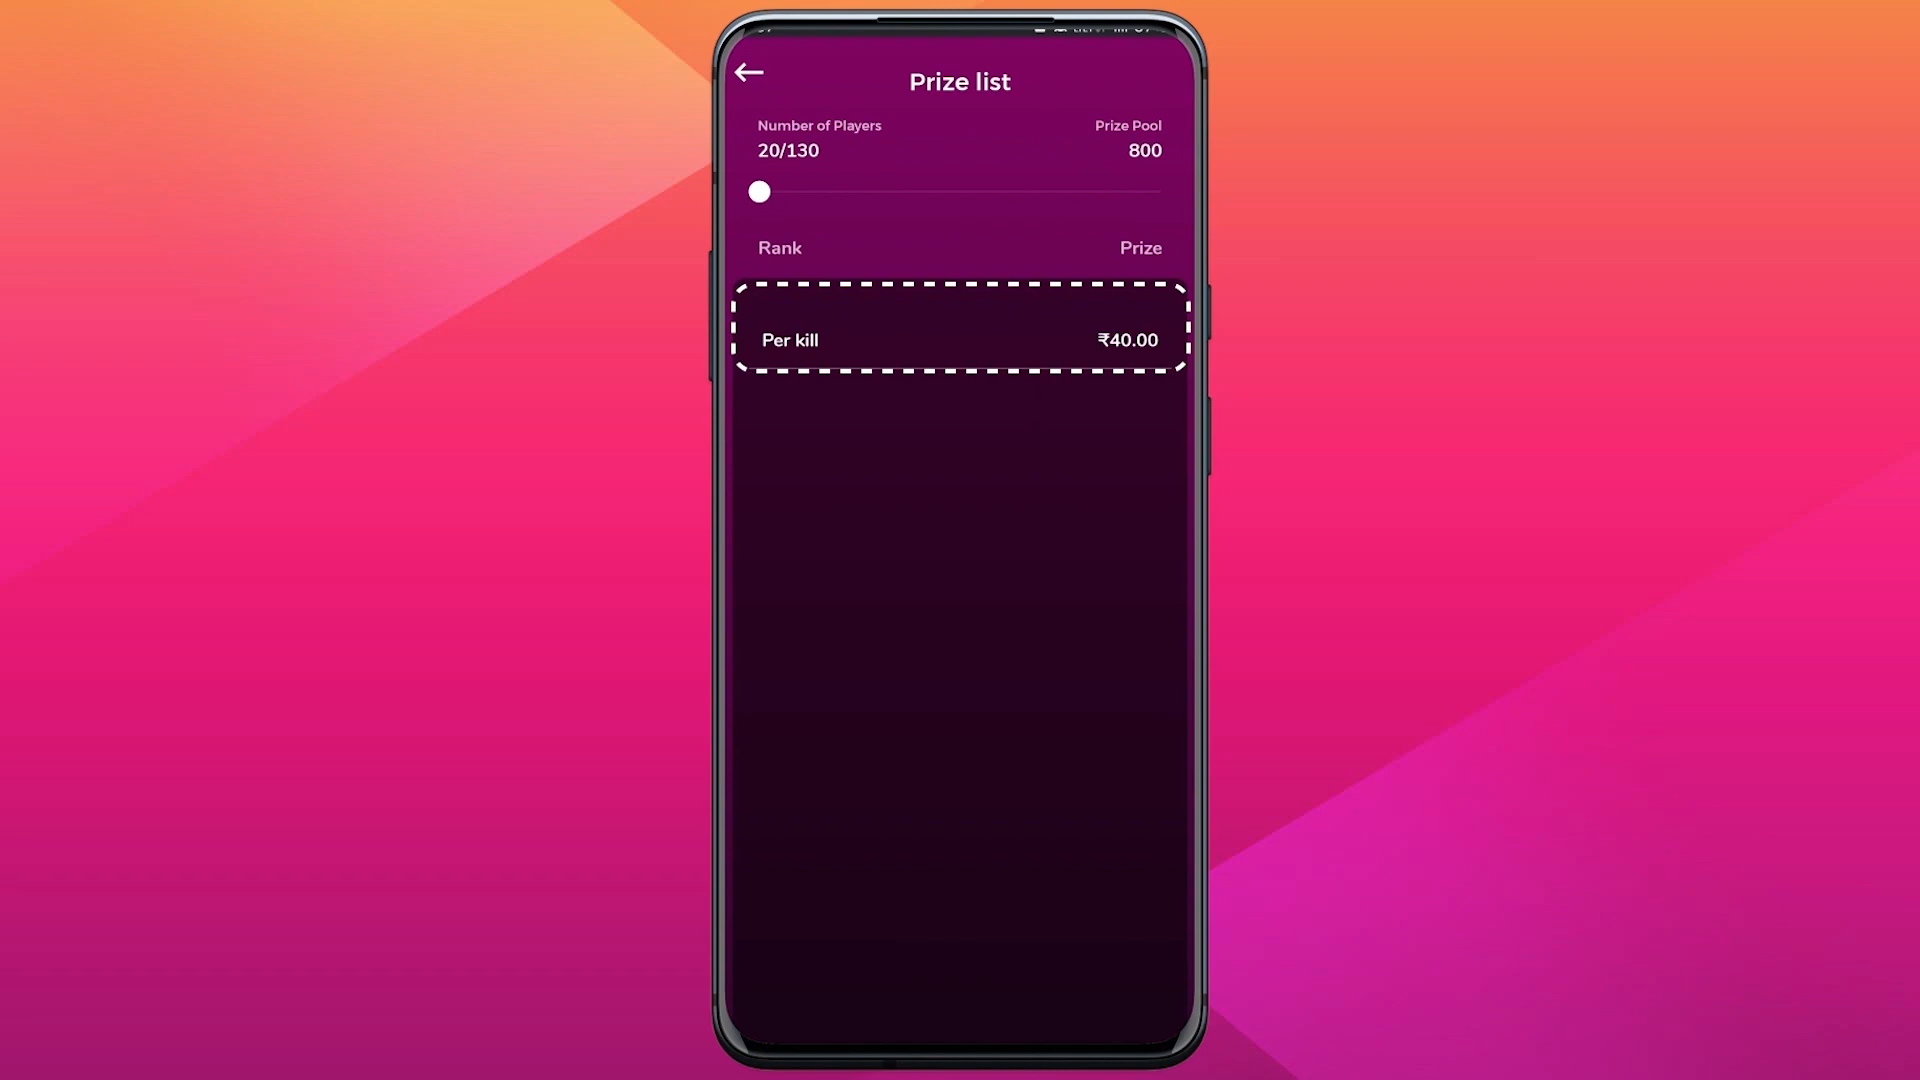 Prize list
Number of Players Prize Pool
20/130 800
Rank Prize
Per kill ₹40.00